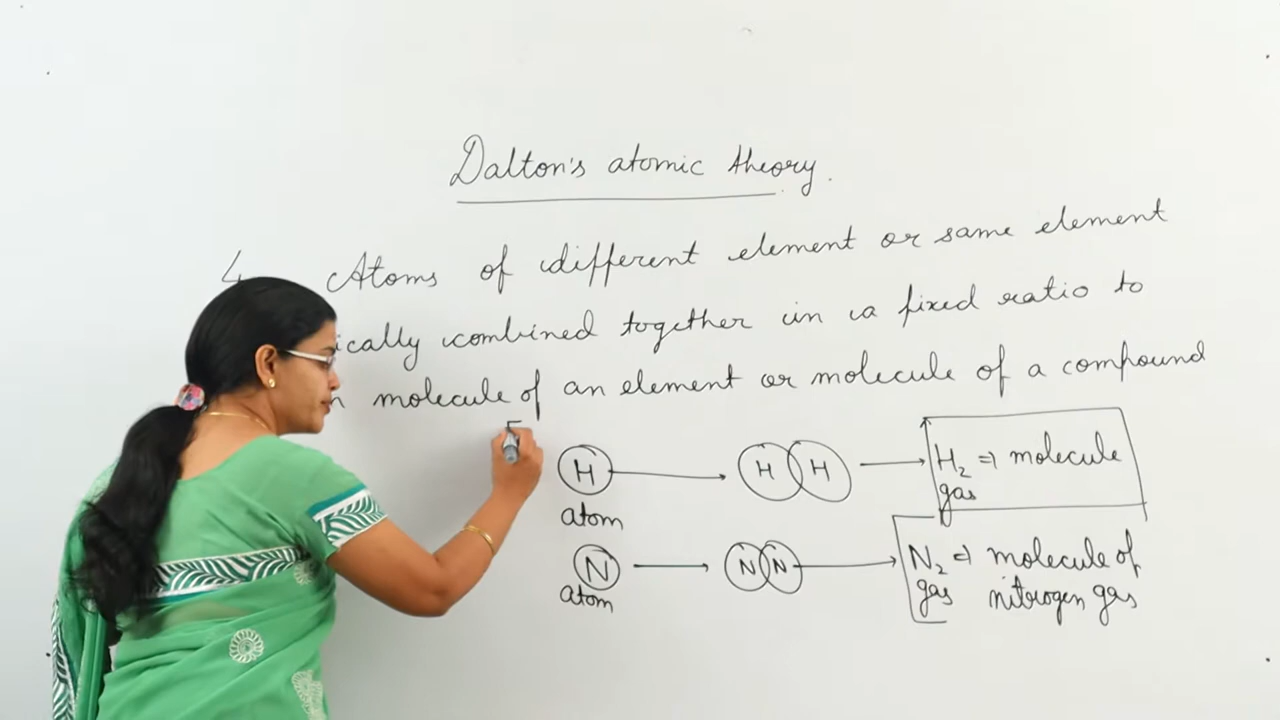 Dalton's atomic theory.
4 Atoms of different element or same element
ically combined together in a fixed ratio to
n molecule of an element or molecule of a compound
H → H H → H2 ⇒ molecule
atom gas
N → N N → N2 ⇒ molecule of
atom gas nitrogen gas